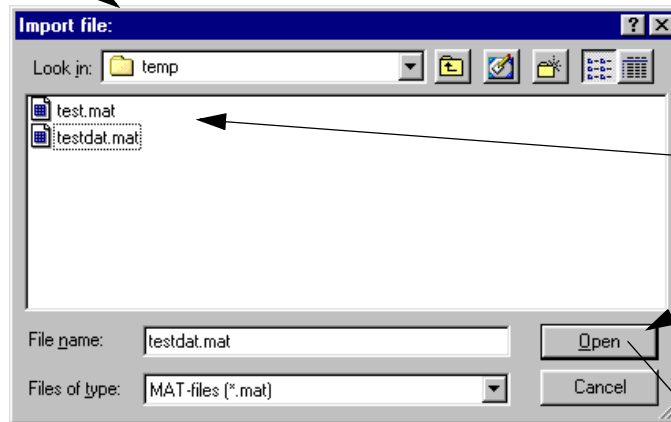 Import file:
Look in: temp
test.mat
testdat.mat
File name: testdat.mat Open
Files of type: MAT-files (*.mat) Cancel